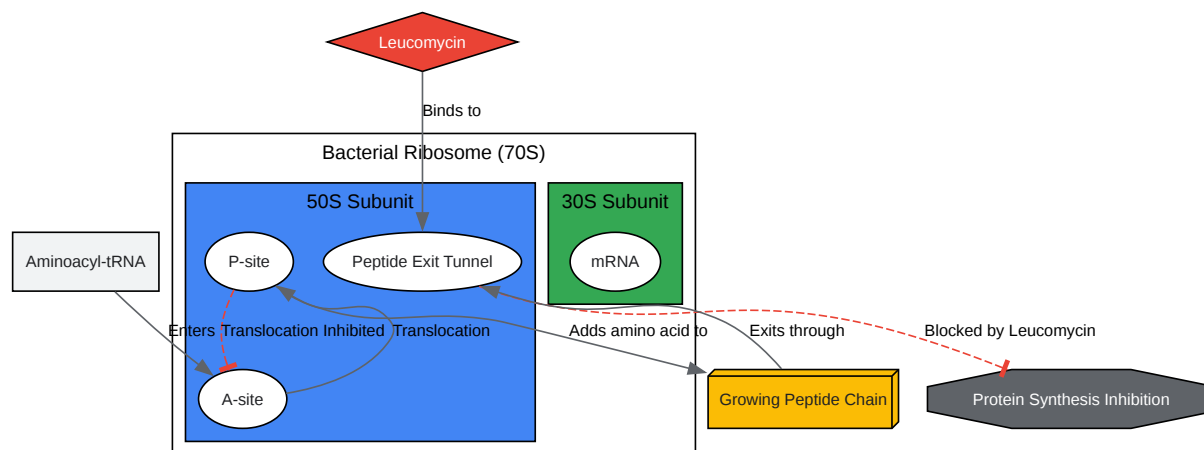 Leucomycin
Binds to
Bacterial Ribosome (70S)
50S Subunit
30S Subunit
Aminoacyl-tRNA
P-site
Peptide Exit Tunnel
mRNA
Enters
Translocation Inhibited
Translocation
Adds amino acid to
Exits through
Blocked by Leucomycin
A-site
Growing Peptide Chain
Protein Synthesis Inhibition